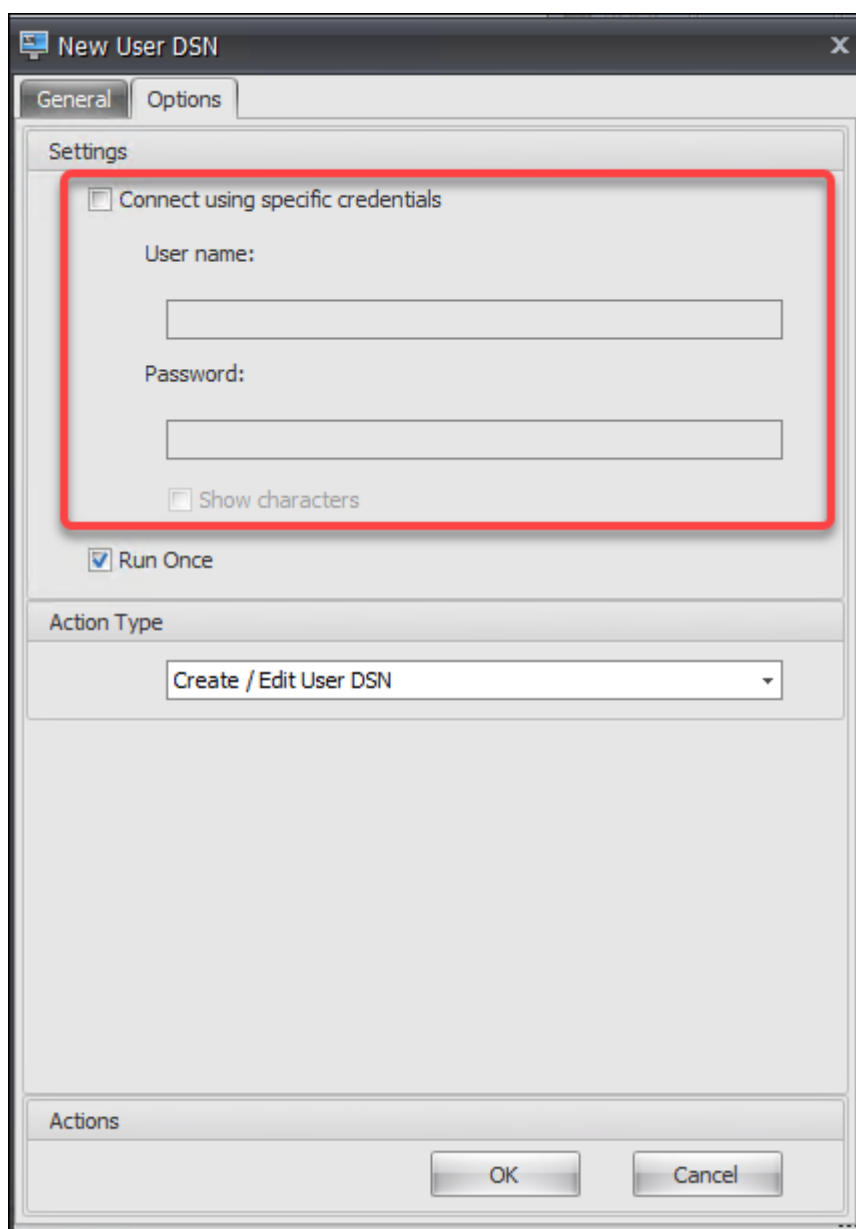 New User DSN
General Options
Settings
Connect using specific credentials
User name:
Password:
Show characters
Run Once
Action Type
Create / Edit User DSN
Actions
OK Cancel